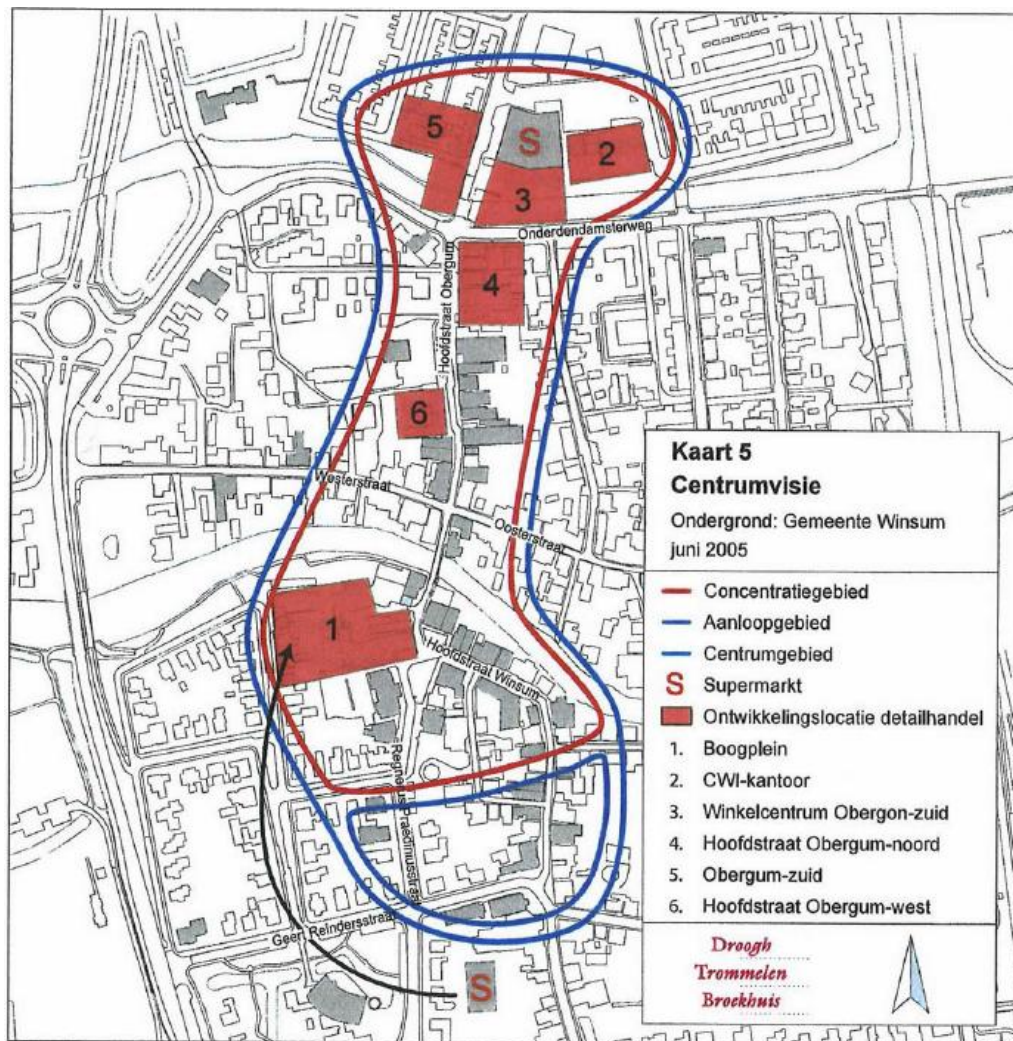 5
S
2
3
Onderdendamsterweg
4
Hoofdstraat Obergum
6
Westerstraat
Oosterstraat
1
Hoofdstraat Winsum
Regnerus Praediniusstraat
Geert Reindersstraat
S
Kaart 5
Centrumvisie
Ondergrond: Gemeente Winsum
juni 2005
Concentratiegebied
Aanloopgebied
Centrumgebied
S Supermarkt
Ontwikkelingslocatie detailhandel
1. Boogplein
2. CWI-kantoor
3. Winkelcentrum Obergon-zuid
4. Hoofdstraat Obergum-noord
5. Obergum-zuid
6. Hoofdstraat Obergum-west
Droogh
Trommelen
Broekhuis